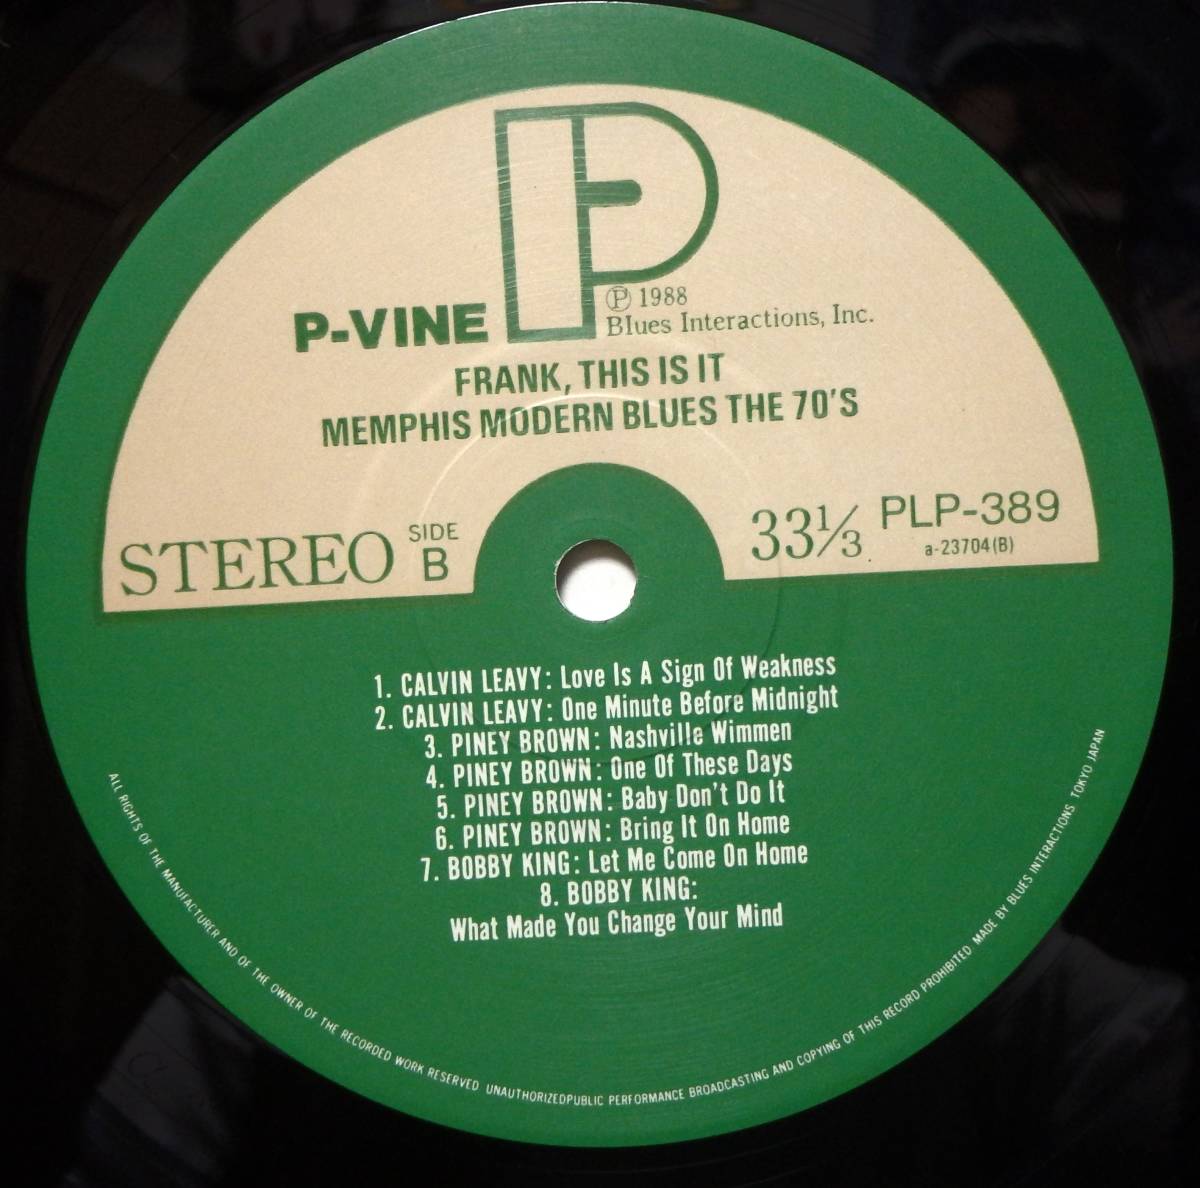 P
P-VINE
Ⓟ 1988
Blues Interactions, Inc.
FRANK, THIS IS IT
MEMPHIS MODERN BLUES THE 70'S
STEREO
SIDE
B
33⅓
PLP-389
a-23704(B)
1. CALVIN LEAVY: Love Is A Sign Of Weakness
2. CALVIN LEAVY: One Minute Before Midnight
3. PINEY BROWN: Nashville Wimmen
4. PINEY BROWN: One Of These Days
5. PINEY BROWN: Baby Don't Do It
6. PINEY BROWN: Bring It On Home
7. BOBBY KING: Let Me Come On Home
8. BOBBY KING:
What Made You Change Your Mind
ALL RIGHTS OF THE MANUFACTURER AND OF THE OWNER OF THE RECORDED WORK RESERVED UNAUTHORIZEDPUBLIC PERFORMANCE BROADCASTING AND COPYING OF THIS RECORD PROHIBITED MADE BY BLUES INTERACTIONS TOKYO JAPAN